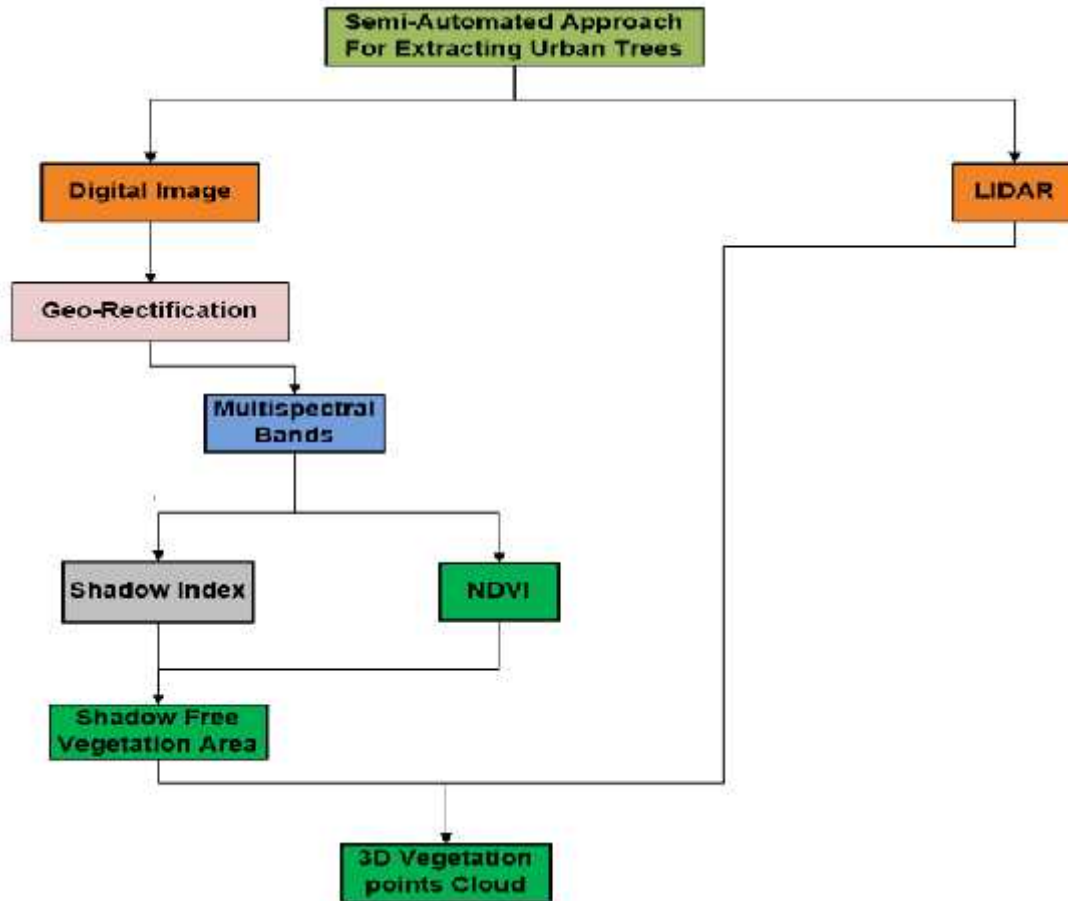 Semi-Automated Approach
For Extracting Urban Trees
Digital Image
LIDAR
Geo-Rectification
Multispectral
Bands
Shadow Index
NDVI
Shadow Free
Vegetation Area
3D Vegetation
points Cloud